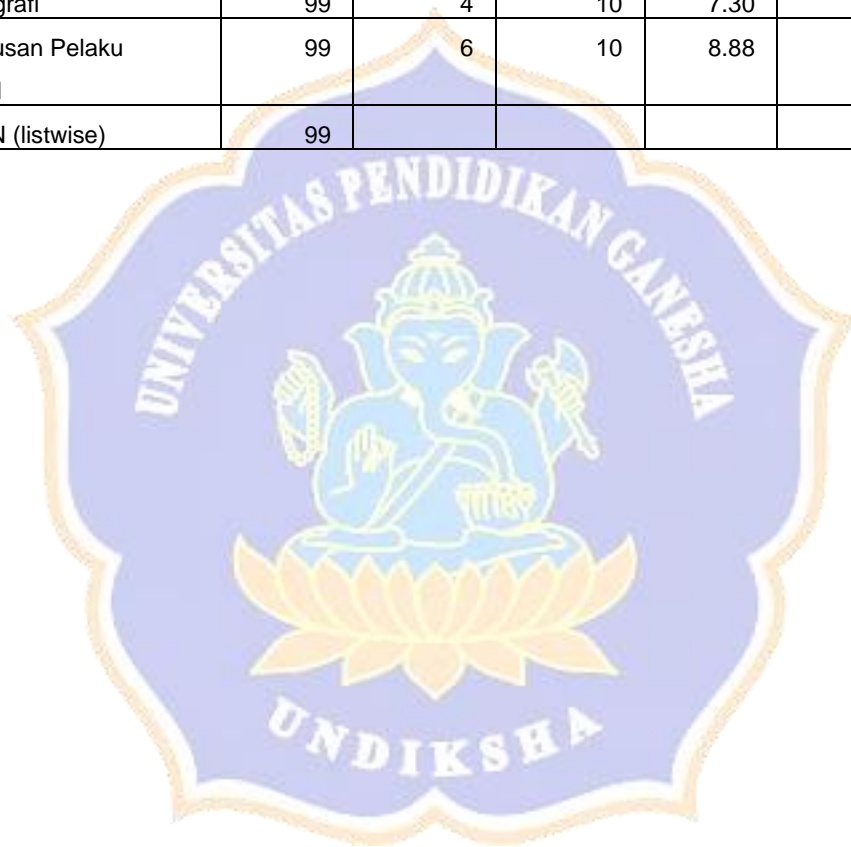 grafi 99 4 10 7.30
usan Pelaku 99 6 10 8.88
N (listwise) 99
UNIVERSITAS PENDIDIKAN GANESHA
UNDIKSHA